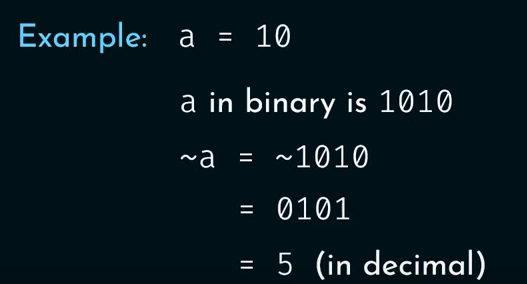 Example: a = 10
a in binary is 1010
~a = ~1010
= 0101
= 5 (in decimal)